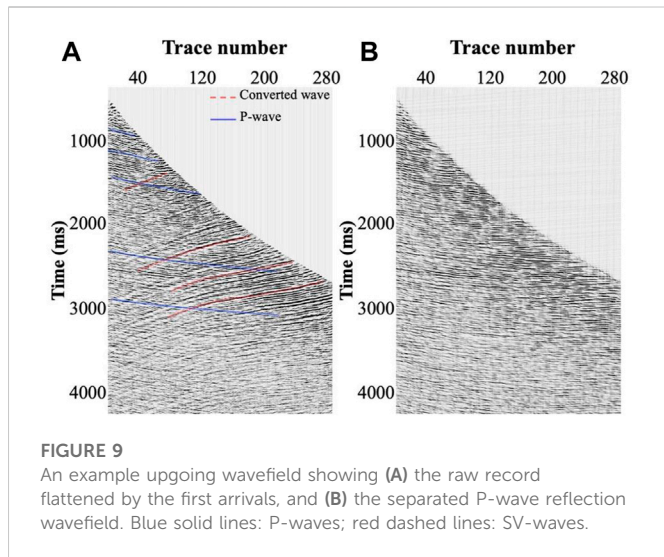 A
Trace number
40 120 200 280
Converted wave
P-wave
Time (ms)
1000
2000
3000
4000
B
Trace number
40 120 200 280
Time (ms)
1000
2000
3000
4000
FIGURE 9
An example upgoing wavefield showing (A) the raw record
flattened by the first arrivals, and (B) the separated P-wave reflection
wavefield. Blue solid lines: P-waves; red dashed lines: SV-waves.